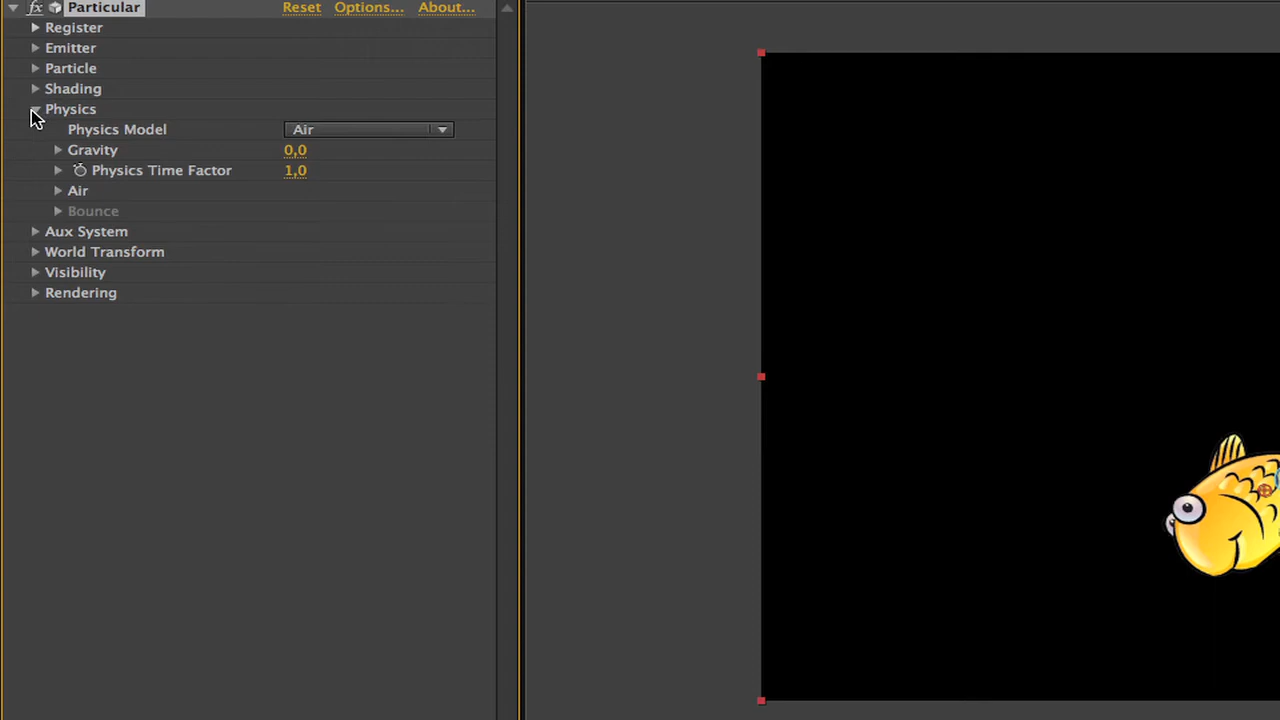 fx Particular Reset Options... About...
Register
Emitter
Particle
Shading
Physics
Physics Model Air
Gravity 0,0
Physics Time Factor 1,0
Air
Bounce
Aux System
World Transform
Visibility
Rendering